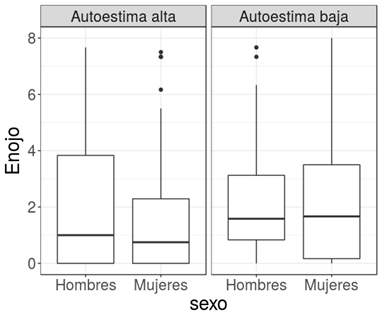 Autoestima alta
Autoestima baja
8
6
4
2
0
Enojo
Hombres
Mujeres
Hombres
Mujeres
sexo